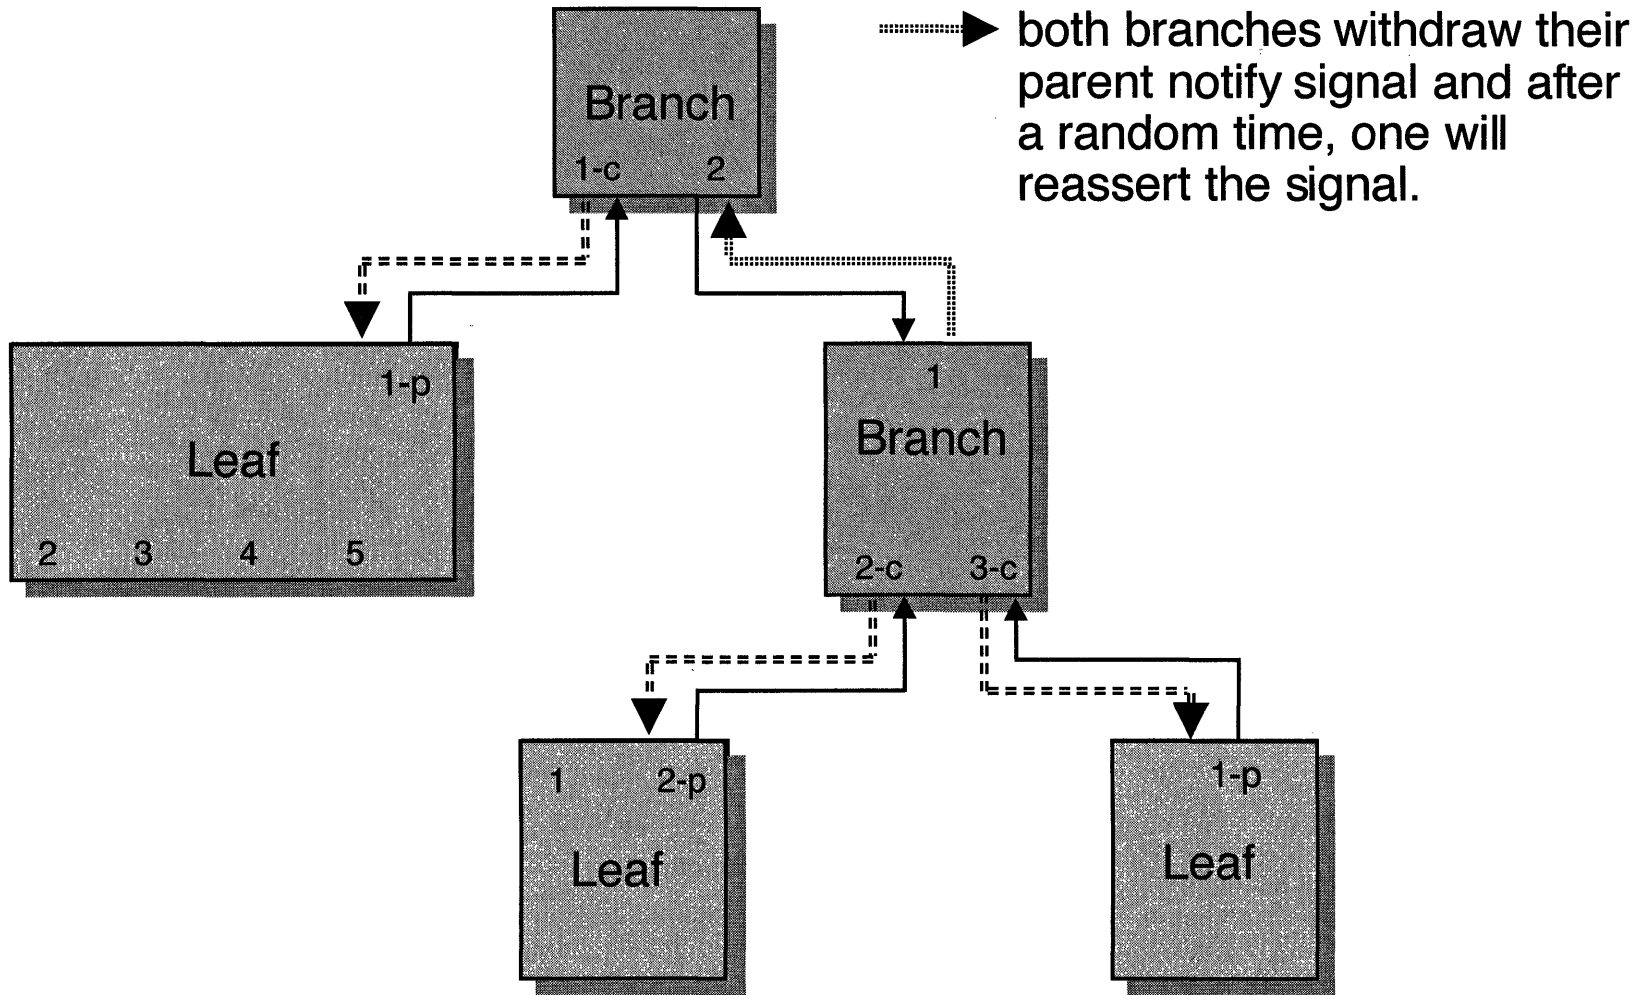 both branches withdraw their
parent notify signal and after
a random time, one will
reassert the signal.
Branch
1-c 2
1-p
Leaf
2 3 4 5
1
Branch
2-c 3-c
1 2-p
Leaf
1-p
Leaf